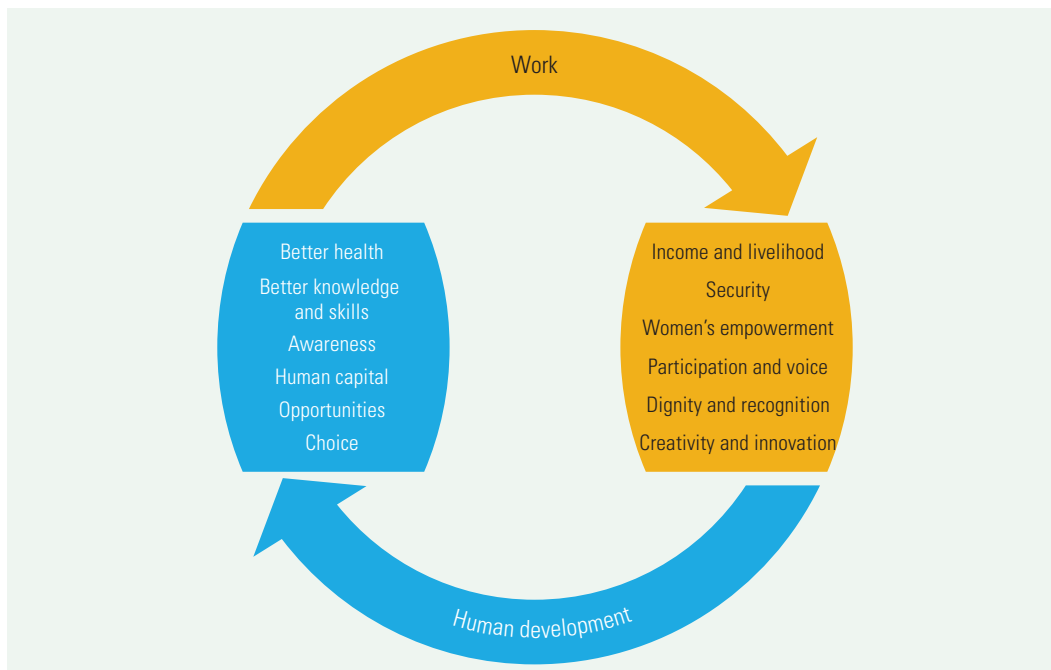 Work
Better health
Better knowledge
and skills
Awareness
Human capital
Opportunities
Choice
Income and livelihood
Security
Women’s empowerment
Participation and voice
Dignity and recognition
Creativity and innovation
Human development